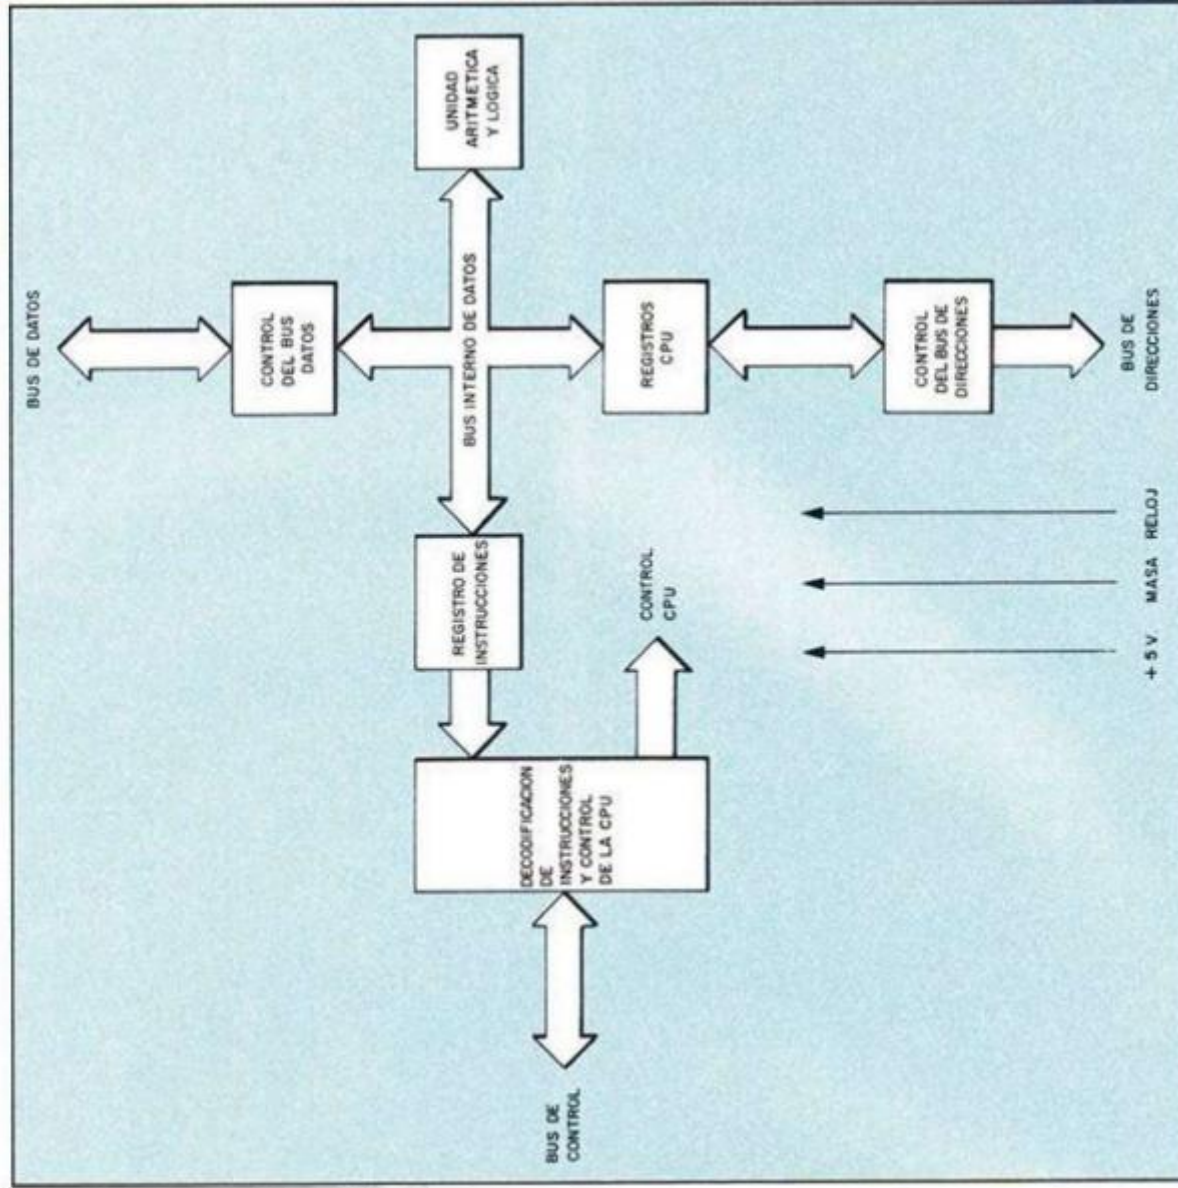 BUS DE DATOS
CONTROL
DEL BUS
DATOS
UNIDAD
ARITMETICA
Y LOGICA
BUS INTERNO DE DATOS
REGISTRO DE
INSTRUCCIONES
DECODIFICACION
DE
INSTRUCCIONES
Y CONTROL
DE LA CPU
BUS DE
CONTROL
CONTROL
CPU
REGISTROS
CPU
CONTROL
DEL BUS DE
DIRECCIONES
BUS DE
DIRECCIONES
+ 5 V
MASA
RELOJ